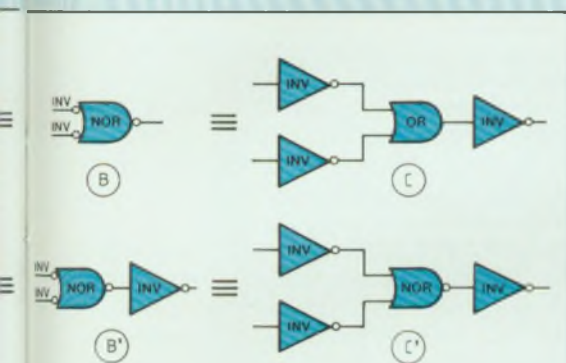 INV
INV NOR
INV
INV
OR INV
B
C
INV NOR INV
INV
INV
INV
NOR INV
B'
C'